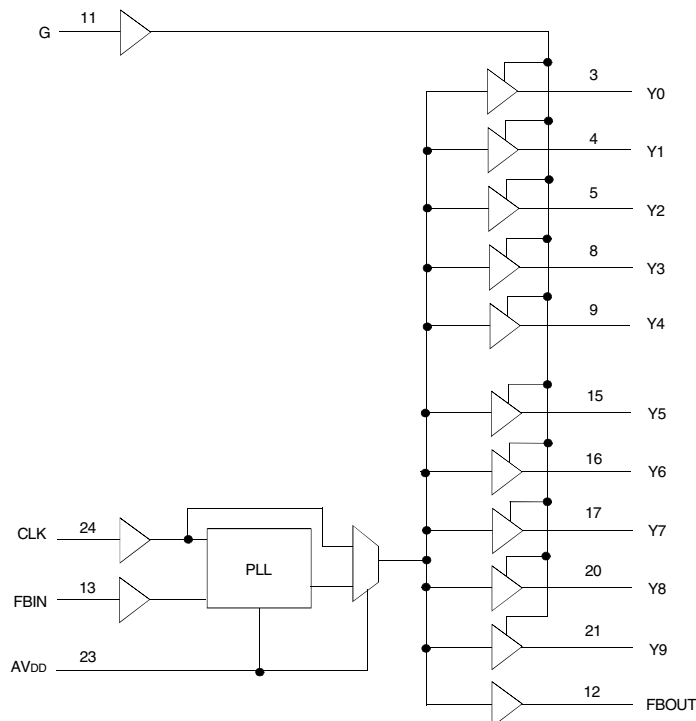 G 11
3 Y0
4 Y1
5 Y2
8 Y3
9 Y4
15 Y5
16 Y6
17 Y7
CLK 24
PLL
20 Y8
FBIN 13
21 Y9
AVDD 23
12 FBOUT